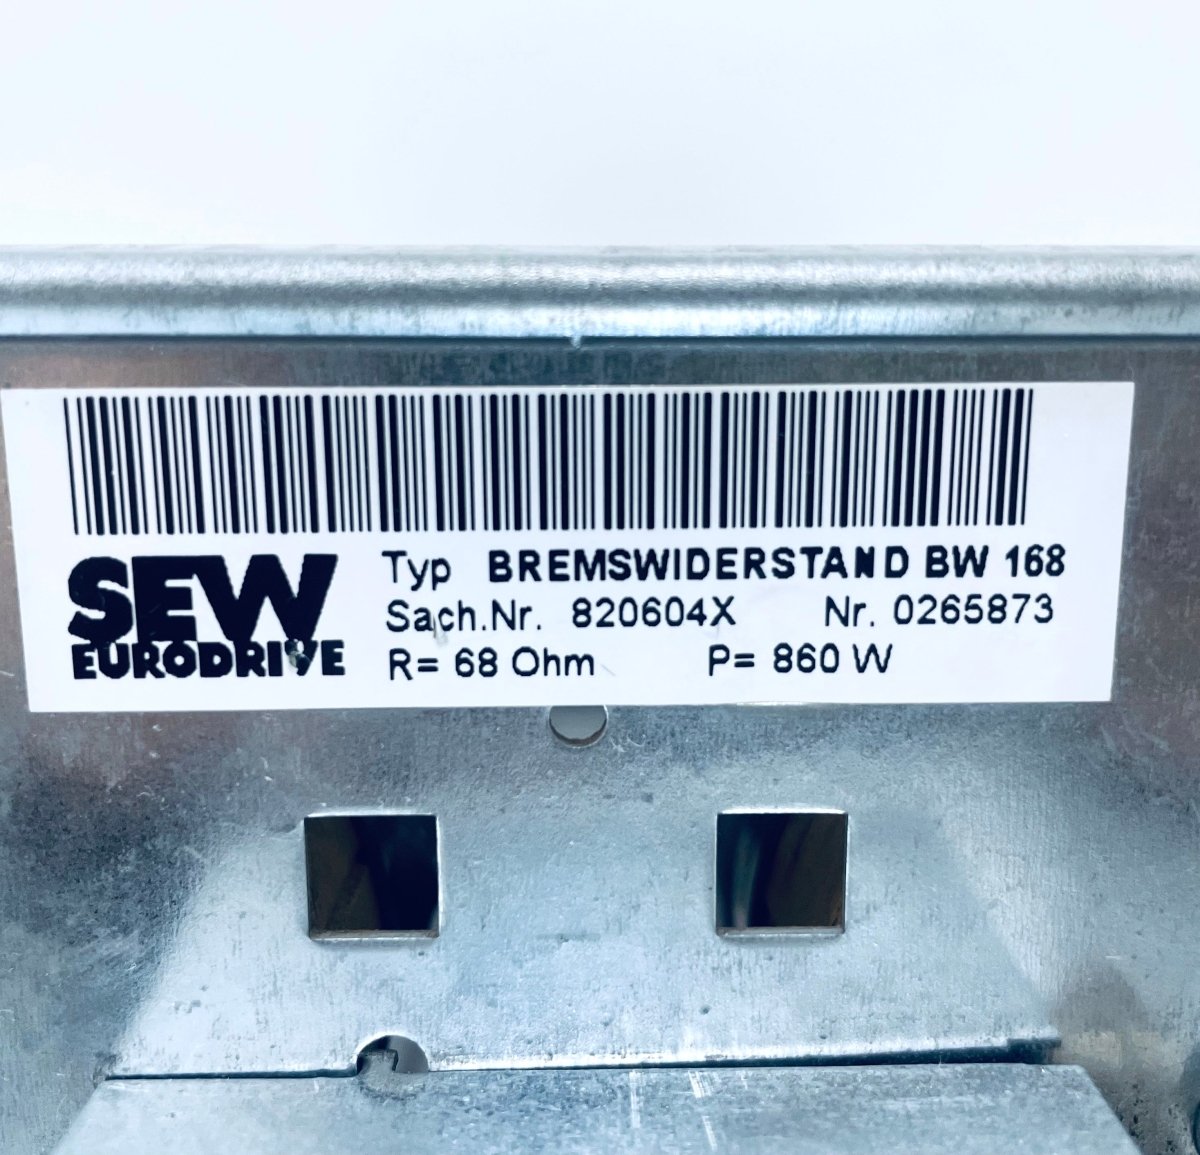 SEW
EURODRIVE
Typ BREMSWIDERSTAND BW 168
Sach.Nr. 820604X Nr. 0265873
R= 68 Ohm P= 860 W